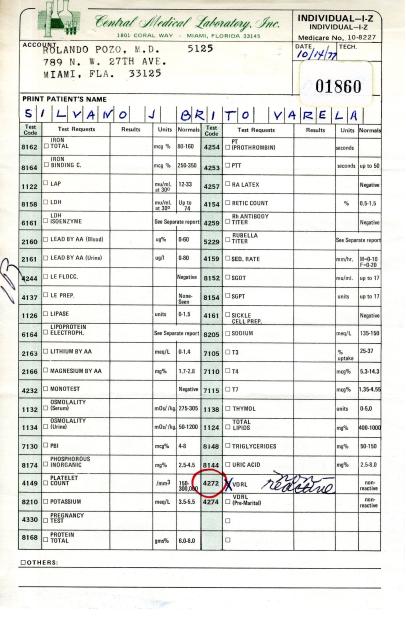 Central Medical Laboratory, Inc.
1801 CORAL WAY - MIAMI, FLORIDA 33145
INDIVIDUAL—I-Z
INDIVIDUAL—I-Z
Medicare No. 10-8227
ACCOUNT
ROLANDO POZO, M.D. 5125
789 N. W. 27TH AVE.
MIAMI, FLA. 33125
DATE TECH.
10/14/77
01860
PRINT PATIENT'S NAME
SILVANO J BRITO VARELA
Test Code Test Requests Results Units Normals Test Code Test Requests Results Units Normals
8162 IRON TOTAL mcg % 80-160 4254 PT (PROTHROMBIN) seconds
8164 IRON BINDING C. mcg % 250-350 4253 PTT seconds up to 50
1122 LAP mu/ml. at 30° 12-33 4257 RA LATEX Negative
8158 LDH mu/ml. at 30° Up to 74 4154 RETIC COUNT % 0.5-1.5
6161 LDH ISOENZYME See Separate report 4259 Rh ANTIBODY TITER Negative
2160 LEAD BY AA (Blood) ug% 0-60 5229 RUBELLA TITER See Separate report
2161 LEAD BY AA (Urine) ug/l 0-80 4159 SED. RATE mm/hr. M=0-10 F=0-20
4244 LE FLOCC. Negative 8152 SGOT mu/ml. up to 17
4137 LE PREP. None-Seen 8154 SGPT units up to 17
1126 LIPASE units 0-1.5 4161 SICKLE CELL PREP. Negative
6164 LIPOPROTEIN ELECTROPH. See Separate report 8205 SODIUM meq/L 135-150
2163 LITHIUM BY AA meq/L 0-1.4 7105 T3 % uptake 25-37
2166 MAGNESIUM BY AA mg% 1.7-2.8 7110 T4 mcg% 5.3-14.3
4232 MONOTEST Negative 7115 T7 mcg% 1.35-4.55
1132 OSMOLALITY (Serum) mOs/kg. 275-305 1138 THYMOL units 0-5.0
1134 OSMOLALITY (Urine) mOs/kg. 50-1200 1124 TOTAL LIPIDS mg% 400-1000
7130 PBI mcg% 4-8 8148 TRIGLYCERIDES mg% 50-150
8174 PHOSPHOROUS INORGANIC mg% 2.5-4.5 8144 URIC ACID mg% 2.5-8.0
4149 PLATELET COUNT /mm3 150-300,000 4272 X VDRL non reactive non-reactive
8210 POTASSIUM meq/L 3.5-5.5 4274 VDRL (Pre-Marital) non-reactive
4330 PREGNANCY TEST
8168 PROTEIN TOTAL gms% 6.0-8.0
OTHERS: